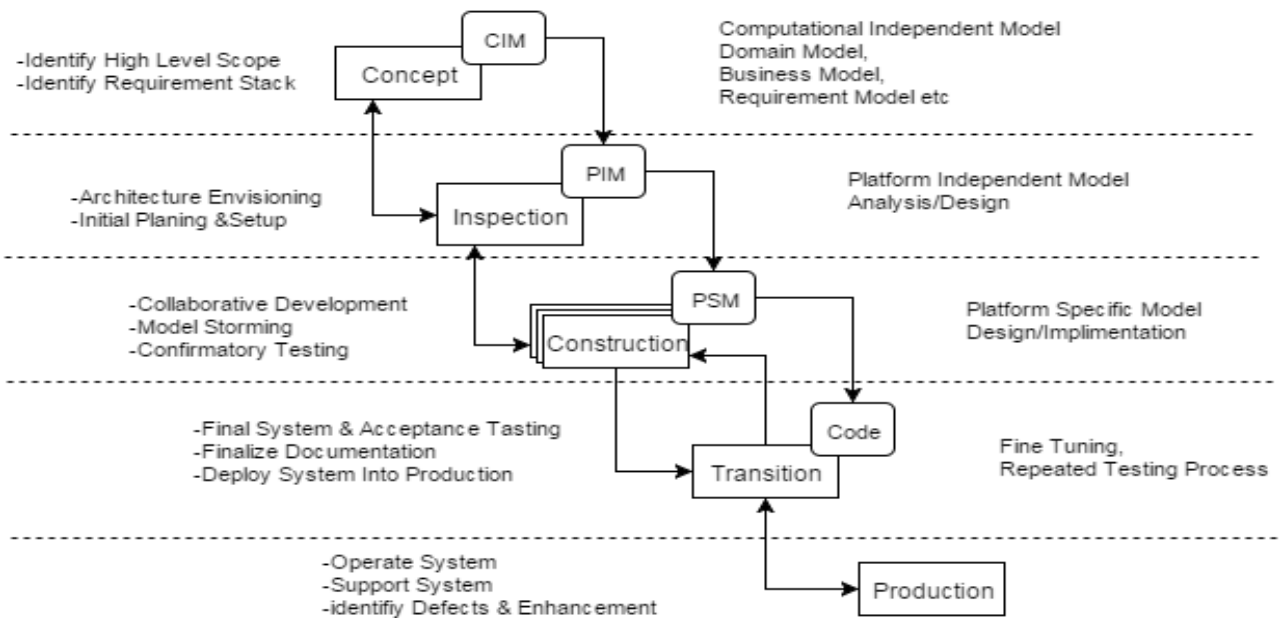 CIM
Concept
-Identify High Level Scope
-Identify Requirement Stack
Computational Independent Model
Domain Model,
Business Model,
Requirement Model etc
PIM
Inspection
-Architecture Envisioning
-Initial Planing &Setup
Platform Independent Model
Analysis/Design
PSM
Construction
-Collaborative Development
-Model Storming
-Confirmatory Testing
Platform Specific Model
Design/Implimentation
Code
Transition
-Final System & Acceptance Tasting
-Finalize Documentation
-Deploy System Into Production
Fine Tuning,
Repeated Testing Process
-Operate System
-Support System
-identifiy Defects & Enhancement
Production